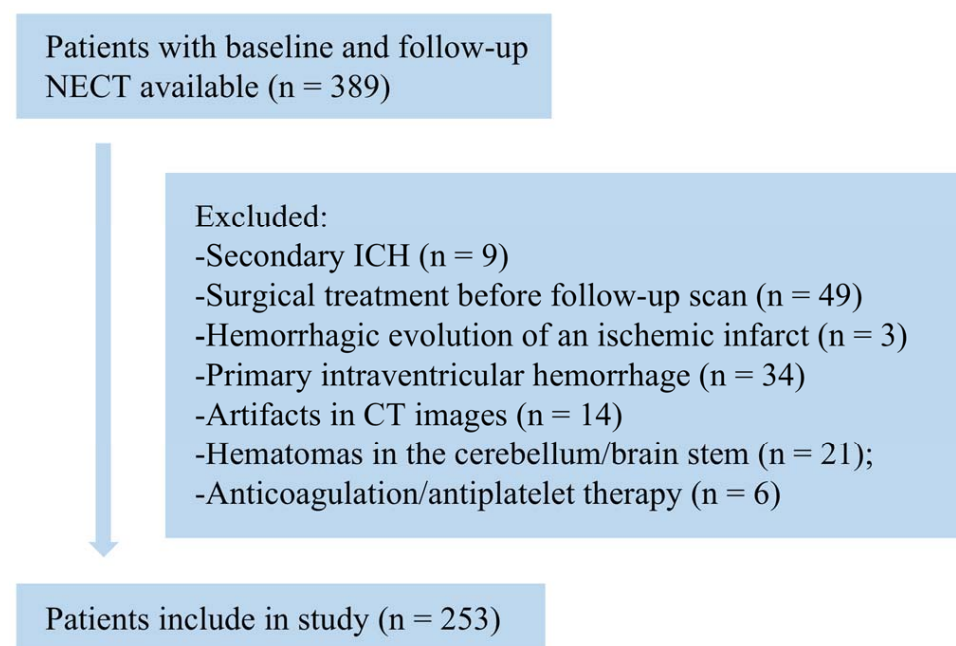 Patients with baseline and follow-up
NECT available (n = 389)
Excluded:
-Secondary ICH (n = 9)
-Surgical treatment before follow-up scan (n = 49)
-Hemorrhagic evolution of an ischemic infarct (n = 3)
-Primary intraventricular hemorrhage (n = 34)
-Artifacts in CT images (n = 14)
-Hematomas in the cerebellum/brain stem (n = 21);
-Anticoagulation/antiplatelet therapy (n = 6)
Patients include in study (n = 253)